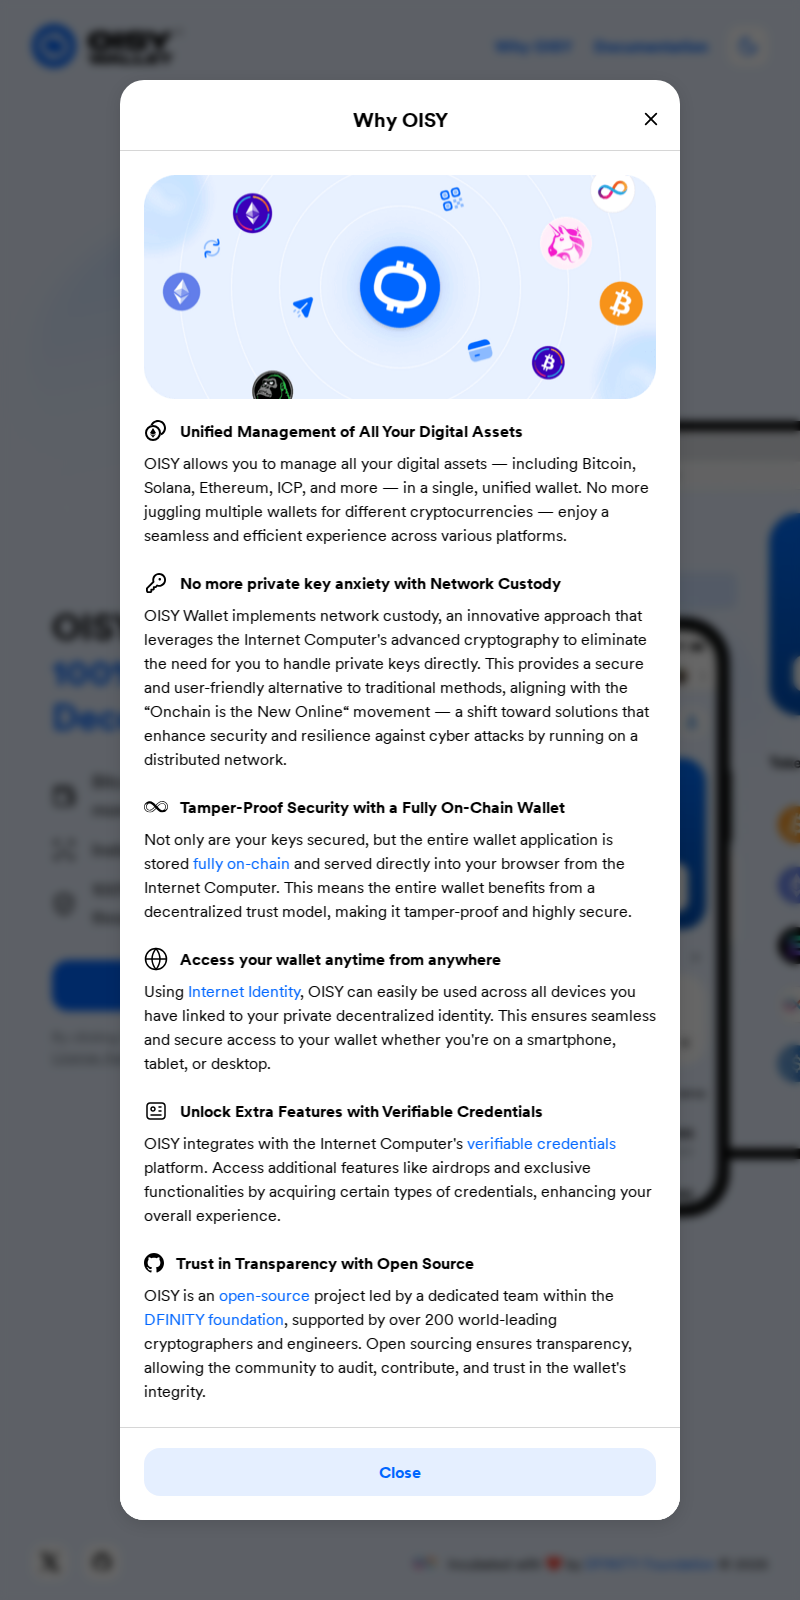 OISY
WALLET
Why OISY Documentation
Why OISY
Unified Management of All Your Digital Assets
OISY allows you to manage all your digital assets — including Bitcoin,
Solana, Ethereum, ICP, and more — in a single, unified wallet. No more
juggling multiple wallets for different cryptocurrencies — enjoy a
seamless and efficient experience across various platforms.
No more private key anxiety with Network Custody
OISY Wallet implements network custody, an innovative approach that
leverages the Internet Computer's advanced cryptography to eliminate
the need for you to handle private keys directly. This provides a secure
and user-friendly alternative to traditional methods, aligning with the
“Onchain is the New Online“ movement — a shift toward solutions that
enhance security and resilience against cyber attacks by running on a
distributed network.
Tamper-Proof Security with a Fully On-Chain Wallet
Not only are your keys secured, but the entire wallet application is
stored fully on-chain and served directly into your browser from the
Internet Computer. This means the entire wallet benefits from a
decentralized trust model, making it tamper-proof and highly secure.
Access your wallet anytime from anywhere
Using Internet Identity, OISY can easily be used across all devices you
have linked to your private decentralized identity. This ensures seamless
and secure access to your wallet whether you're on a smartphone,
tablet, or desktop.
Unlock Extra Features with Verifiable Credentials
OISY integrates with the Internet Computer's verifiable credentials
platform. Access additional features like airdrops and exclusive
functionalities by acquiring certain types of credentials, enhancing your
overall experience.
Trust in Transparency with Open Source
OISY is an open-source project led by a dedicated team within the
DFINITY foundation, supported by over 200 world-leading
cryptographers and engineers. Open sourcing ensures transparency,
allowing the community to audit, contribute, and trust in the wallet's
integrity.
Close